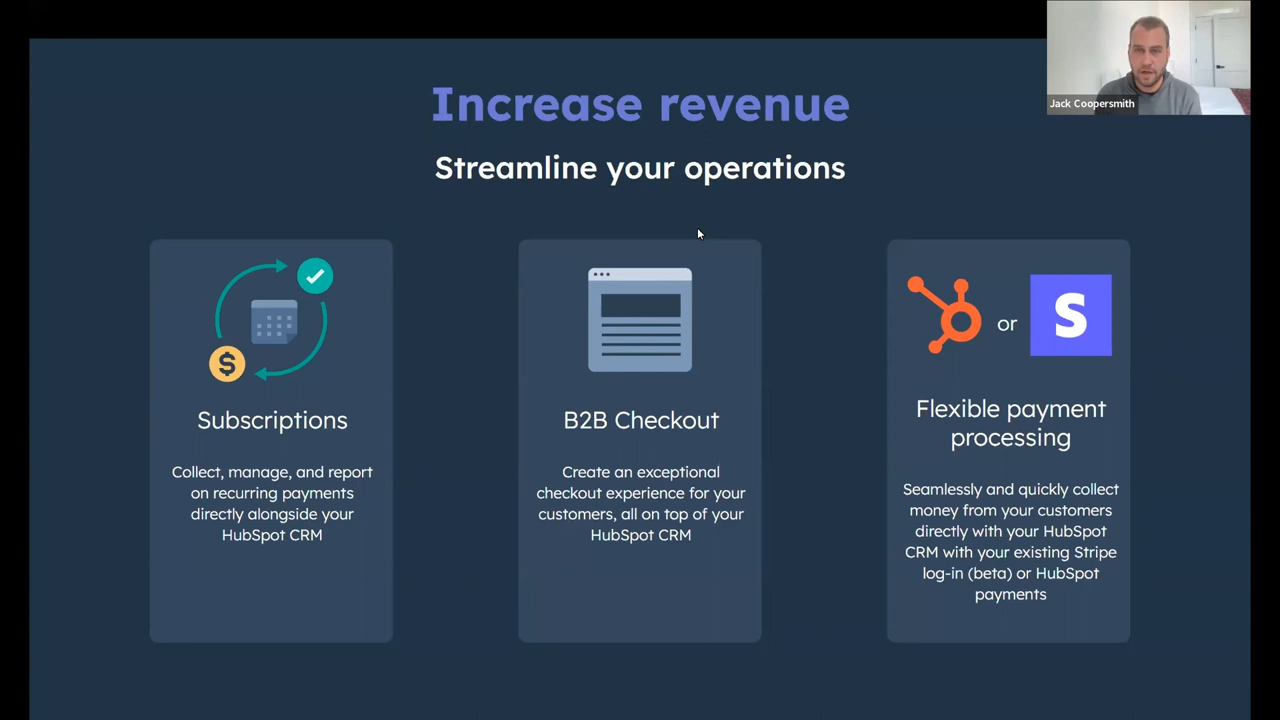 Increase revenue
Streamline your operations
Jack Coopersmith
Subscriptions
Collect, manage, and report
on recurring payments
directly alongside your
HubSpot CRM
B2B Checkout
Create an exceptional
checkout experience for your
customers, all on top of your
HubSpot CRM
or
S
Flexible payment
processing
Seamlessly and quickly collect
money from your customers
directly with your HubSpot
CRM with your existing Stripe
log-in (beta) or HubSpot
payments